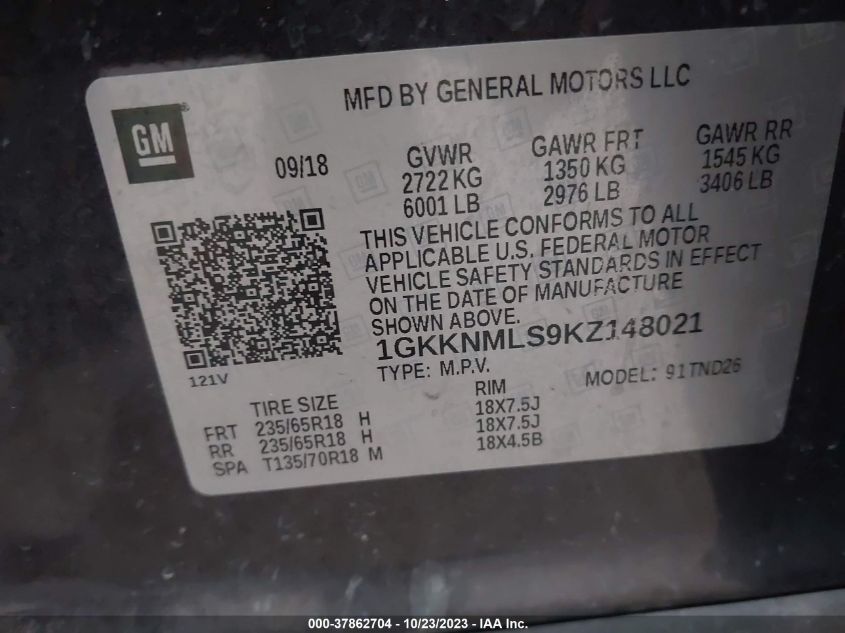 MFD BY GENERAL MOTORS LLC
GM
09/18
GVWR
2722 KG
6001 LB
GAWR FRT
1350 KG
2976 LB
GAWR RR
1545 KG
3406 LB
THIS VEHICLE CONFORMS TO ALL
APPLICABLE U.S. FEDERAL MOTOR
VEHICLE SAFETY STANDARDS IN EFFECT
ON THE DATE OF MANUFACTURE
SHOWN ABOVE.
1GKKNMLS9KZ148021
121V
TYPE: M.P.V. MODEL: 91TND26
TIRE SIZE RIM
FRT 235/65R18 H 18X7.5J
RR 235/65R18 H 18X7.5J
SPA T135/70R18 M 18X4.5B
000-37862704 - 10/23/2023 - IAA Inc.